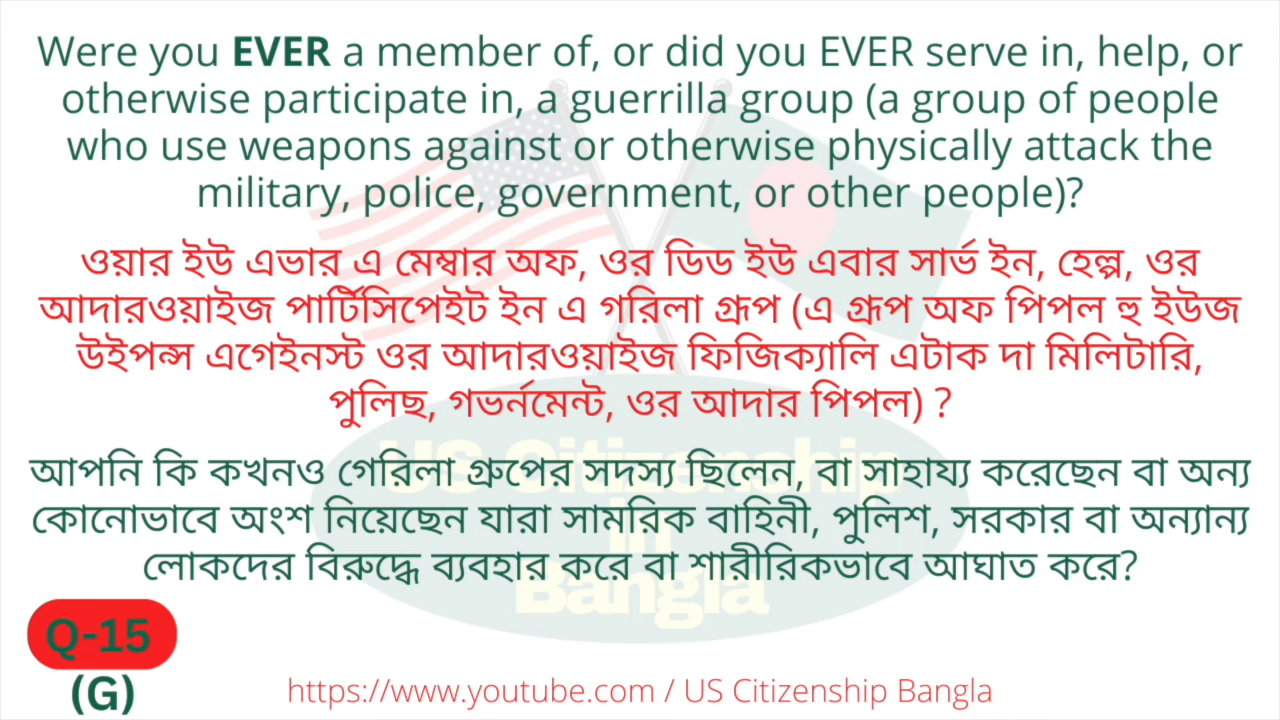 Were you EVER a member of, or did you EVER serve in, help, or
otherwise participate in, a guerrilla group (a group of people
who use weapons against or otherwise physically attack the
military, police, government, or other people)?
ওয়ার ইউ এভার এ মেম্বার অফ, ওর ডিড ইউ এবার সার্ভ ইন, হেল্প, ওর
আদারওয়াইজ পার্টিসিপেইট ইন এ গরিলা গ্রূপ (এ গ্রূপ অফ পিপল হু ইউজ
উইপন্স এগেইনস্ট ওর আদারওয়াইজ ফিজিক্যালি এটাক দা মিলিটারি,
পুলিছ, গভর্নমেন্ট, ওর আদার পিপল) ?
আপনি কি কখনও গেরিলা গ্রুপের সদস্য ছিলেন, বা সাহায্য করেছেন বা অন্য
কোনোভাবে অংশ নিয়েছেন যারা সামরিক বাহিনী, পুলিশ, সরকার বা অন্যান্য
লোকদের বিরুদ্ধে ব্যবহার করে বা শারীরিকভাবে আঘাত করে?
US Citizenship
in
Bangla
Q-15
(G)
https://www.youtube.com / US Citizenship Bangla